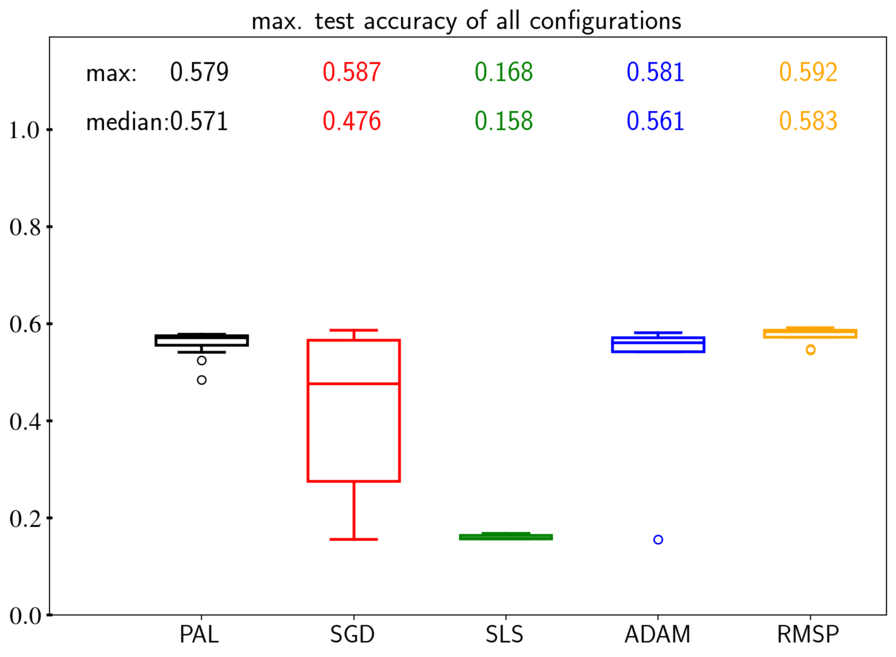 max. test accuracy of all configurations
max: 0.579 0.587 0.168 0.581 0.592
median: 0.571 0.476 0.158 0.561 0.583
1.0
0.8
0.6
0.4
0.2
0.0
PAL SGD SLS ADAM RMSP